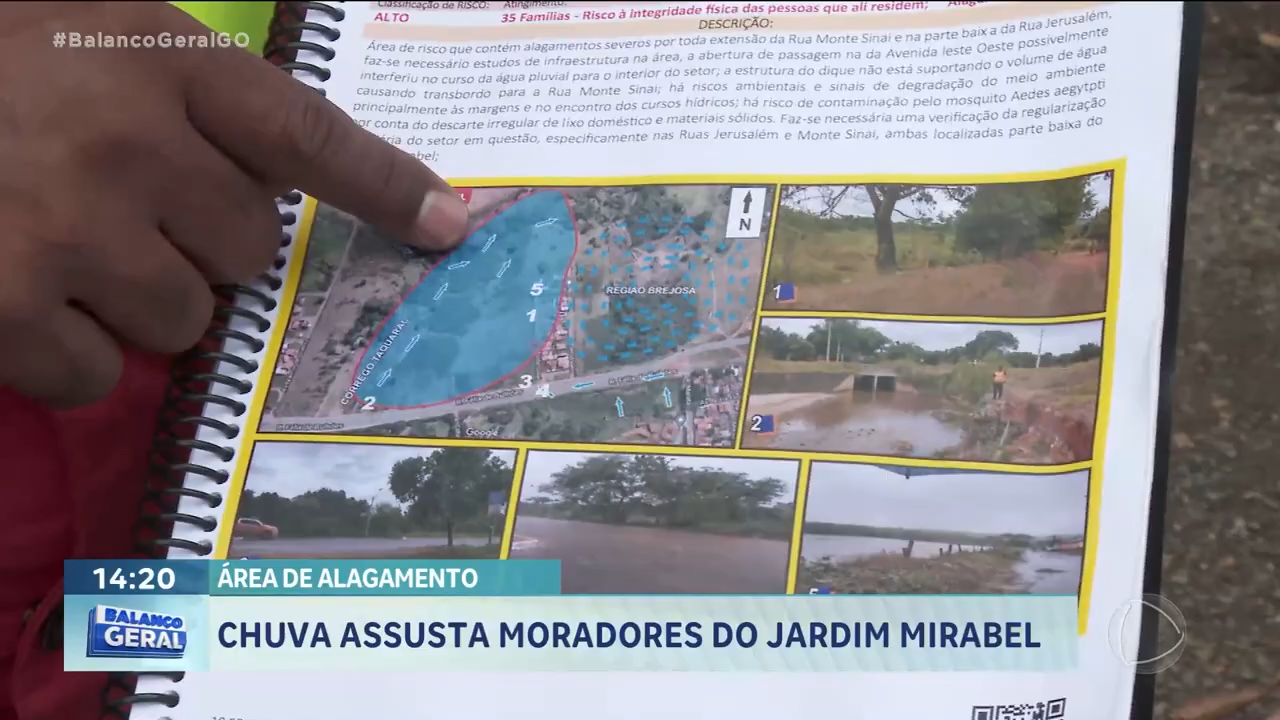 #BalancoGeralGO
Classificação de RISCO: Atingimento:
ALTO 35 Famílias - Risco à integridade física das pessoas que ali residem;
DESCRIÇÃO:
Área de risco que contém alagamentos severos por toda extensão da Rua Monte Sinai e na parte baixa da Rua Jerusalém,
faz-se necessário estudos de infraestrutura na área, a abertura de passagem na da Avenida leste Oeste possivelmente
interferiu no curso da água pluvial para o interior do setor; a estrutura do dique não está suportando o volume de água
causando transbordo para a Rua Monte Sinai; há riscos ambientais e sinais de degradação do meio ambiente
principalmente às margens e no encontro dos cursos hídricos; há risco de contaminação pelo mosquito Aedes aegytpti
por conta do descarte irregular de lixo doméstico e materiais sólidos. Faz-se necessária uma verificação da regularização
do setor em questão, especificamente nas Ruas Jerusalém e Monte Sinai, ambas localizadas parte baixa do
N
5
REGIÃO BREJOSA
1
1
CÓRREGO TAQUARAL
3
4
2
2
Google
5
14:20 ÁREA DE ALAGAMENTO
BALANÇO
GERAL
CHUVA ASSUSTA MORADORES DO JARDIM MIRABEL